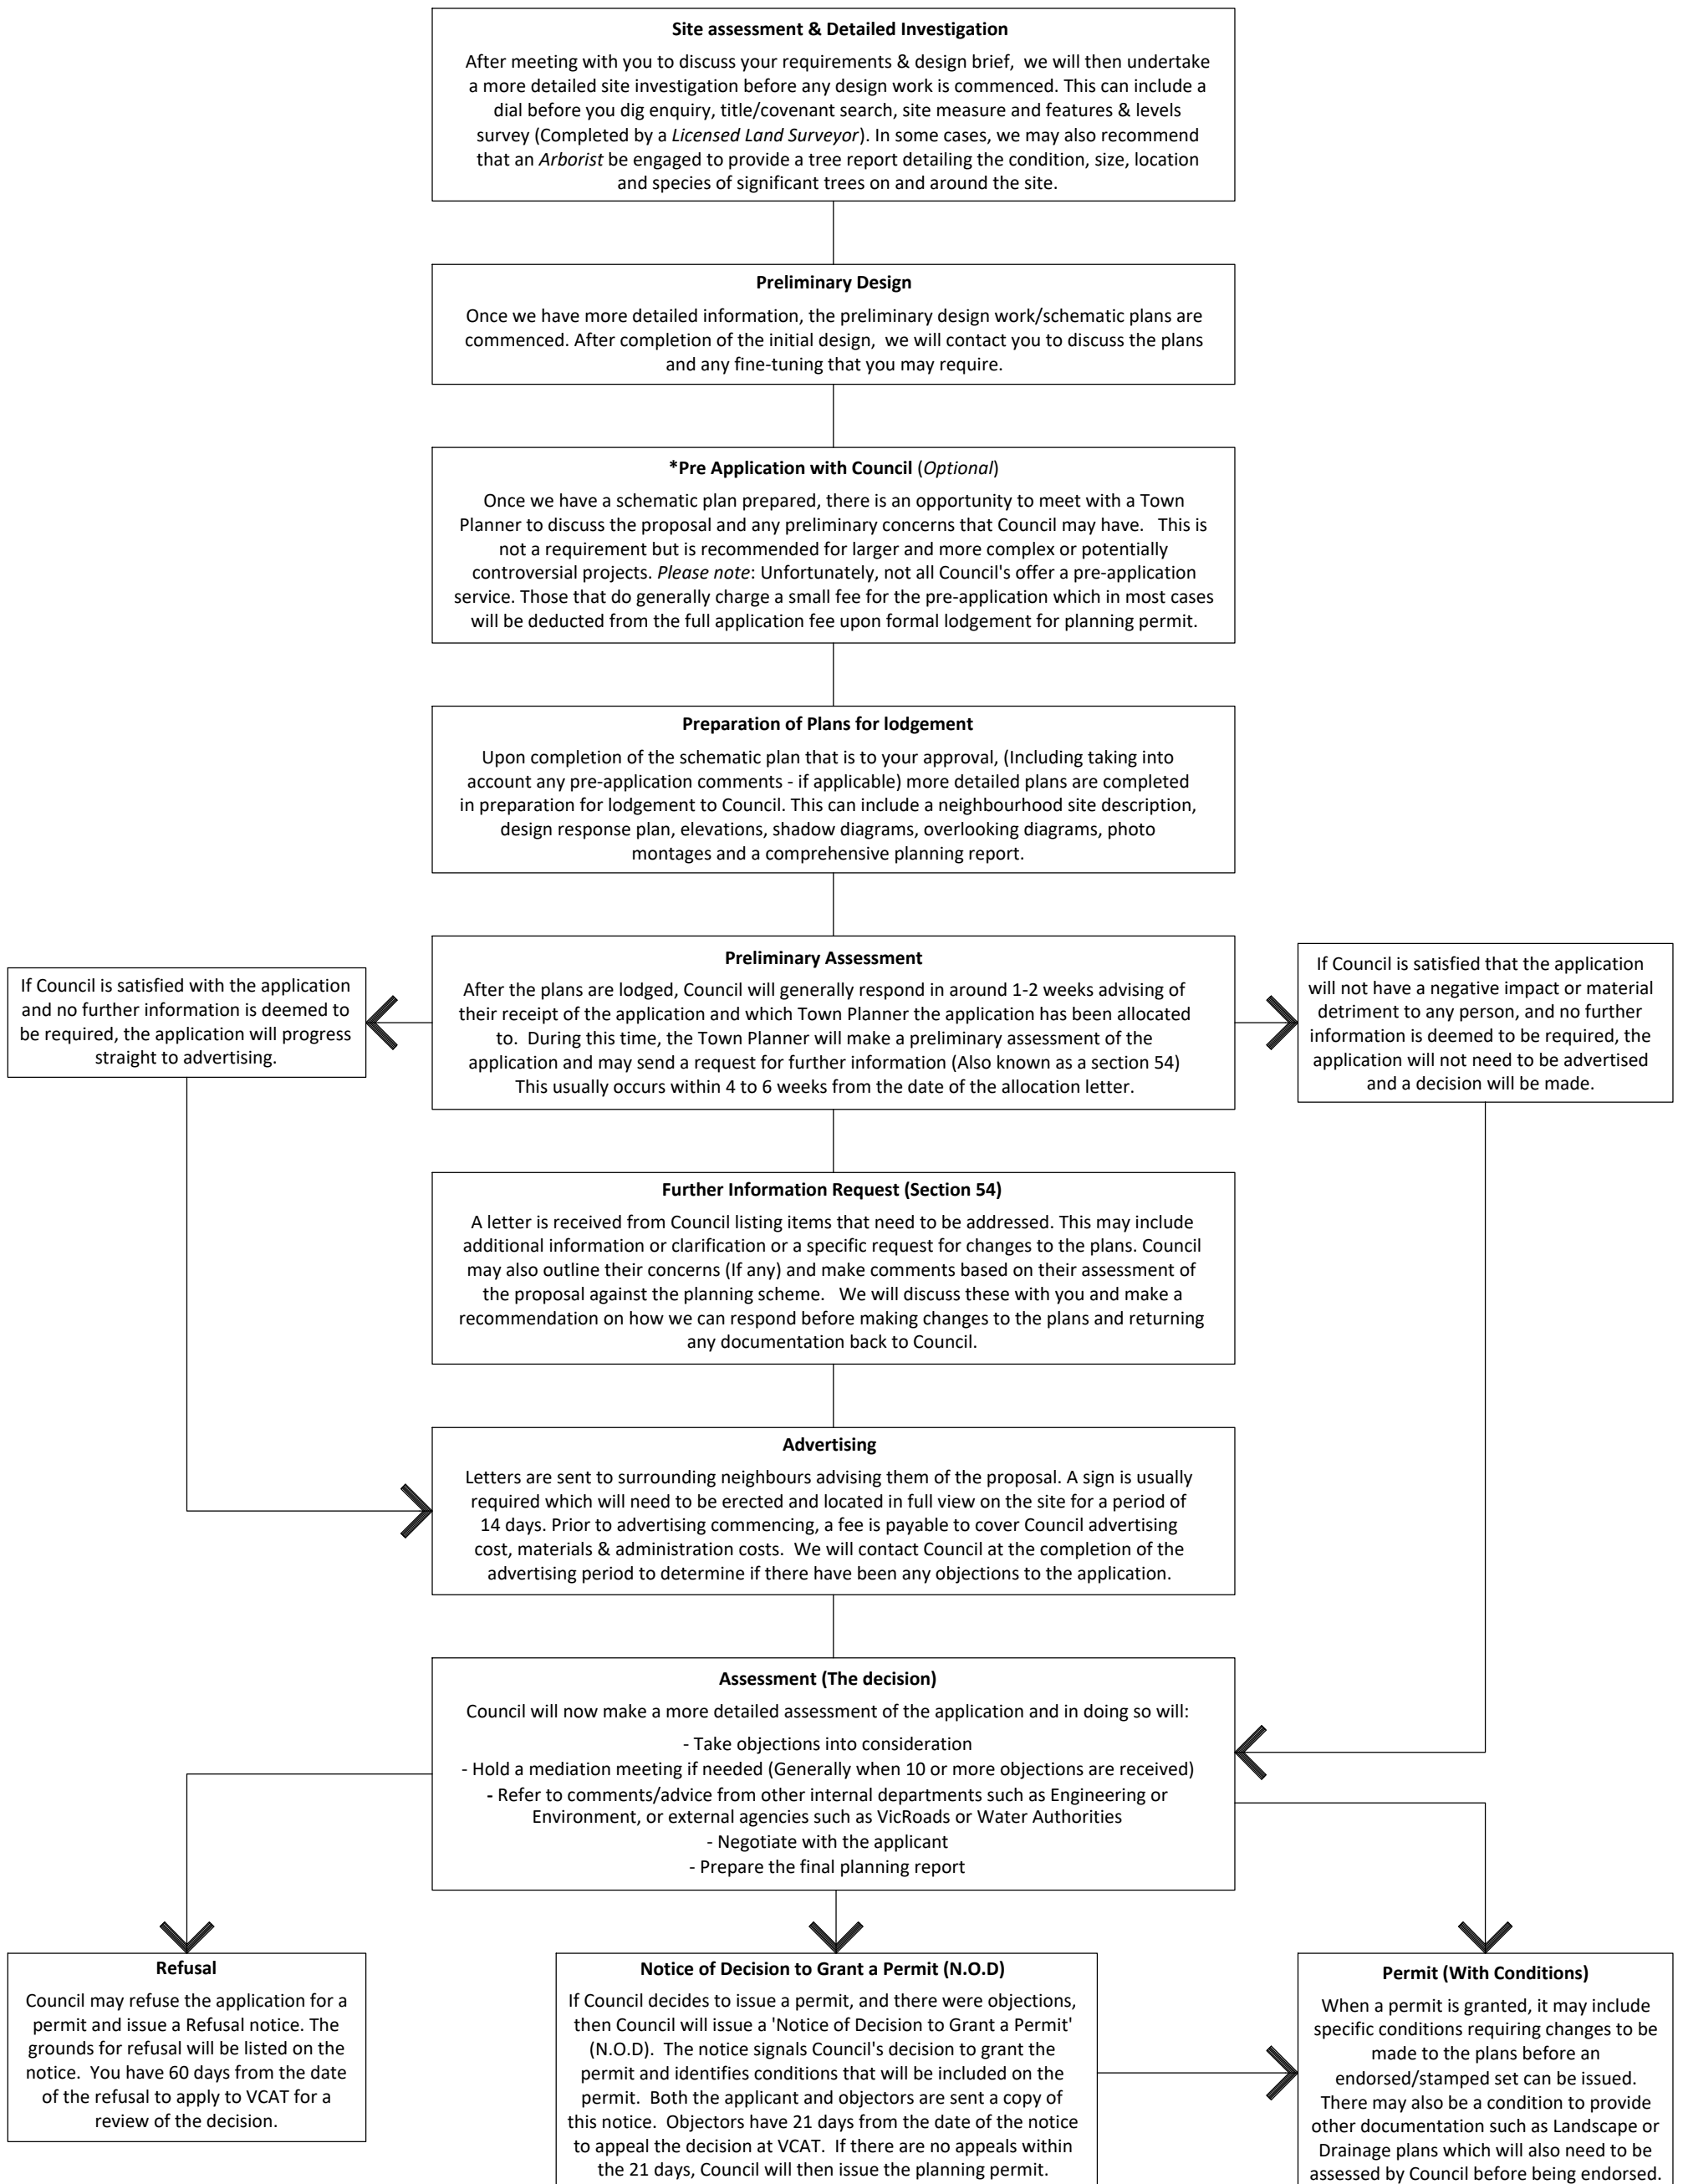 Site assessment & Detailed Investigation
After meeting with you to discuss your requirements & design brief, we will then undertake
a more detailed site investigation before any design work is commenced. This can include a
dial before you dig enquiry, title/covenant search, site measure and features & levels
survey (Completed by a Licensed Land Surveyor). In some cases, we may also recommend
that an Arborist be engaged to provide a tree report detailing the condition, size, location
and species of significant trees on and around the site.
Preliminary Design
Once we have more detailed information, the preliminary design work/schematic plans are
commenced. After completion of the initial design, we will contact you to discuss the plans
and any fine-tuning that you may require.
*Pre Application with Council (Optional)
Once we have a schematic plan prepared, there is an opportunity to meet with a Town
Planner to discuss the proposal and any preliminary concerns that Council may have. This is
not a requirement but is recommended for larger and more complex or potentially
controversial projects. Please note: Unfortunately, not all Council's offer a pre-application
service. Those that do generally charge a small fee for the pre-application which in most cases
will be deducted from the full application fee upon formal lodgement for planning permit.
Preparation of Plans for lodgement
Upon completion of the schematic plan that is to your approval, (Including taking into
account any pre-application comments - if applicable) more detailed plans are completed
in preparation for lodgement to Council. This can include a neighbourhood site description,
design response plan, elevations, shadow diagrams, overlooking diagrams, photo
montages and a comprehensive planning report.
If Council is satisfied with the application
and no further information is deemed to
be required, the application will progress
straight to advertising.
Preliminary Assessment
After the plans are lodged, Council will generally respond in around 1-2 weeks advising of
their receipt of the application and which Town Planner the application has been allocated
to. During this time, the Town Planner will make a preliminary assessment of the
application and may send a request for further information (Also known as a section 54)
This usually occurs within 4 to 6 weeks from the date of the allocation letter.
If Council is satisfied that the application
will not have a negative impact or material
detriment to any person, and no further
information is deemed to be required, the
application will not need to be advertised
and a decision will be made.
Further Information Request (Section 54)
A letter is received from Council listing items that need to be addressed. This may include
additional information or clarification or a specific request for changes to the plans. Council
may also outline their concerns (If any) and make comments based on their assessment of
the proposal against the planning scheme. We will discuss these with you and make a
recommendation on how we can respond before making changes to the plans and returning
any documentation back to Council.
Advertising
Letters are sent to surrounding neighbours advising them of the proposal. A sign is usually
required which will need to be erected and located in full view on the site for a period of
14 days. Prior to advertising commencing, a fee is payable to cover Council advertising
cost, materials & administration costs. We will contact Council at the completion of the
advertising period to determine if there have been any objections to the application.
Assessment (The decision)
Council will now make a more detailed assessment of the application and in doing so will:
- Take objections into consideration
- Hold a mediation meeting if needed (Generally when 10 or more objections are received)
- Refer to comments/advice from other internal departments such as Engineering or
Environment, or external agencies such as VicRoads or Water Authorities
- Negotiate with the applicant
- Prepare the final planning report
Refusal
Council may refuse the application for a
permit and issue a Refusal notice. The
grounds for refusal will be listed on the
notice. You have 60 days from the date
of the refusal to apply to VCAT for a
review of the decision.
Notice of Decision to Grant a Permit (N.O.D)
If Council decides to issue a permit, and there were objections,
then Council will issue a 'Notice of Decision to Grant a Permit'
(N.O.D). The notice signals Council's decision to grant the
permit and identifies conditions that will be included on the
permit. Both the applicant and objectors are sent a copy of
this notice. Objectors have 21 days from the date of the notice
to appeal the decision at VCAT. If there are no appeals within
the 21 days, Council will then issue the planning permit.
Permit (With Conditions)
When a permit is granted, it may include
specific conditions requiring changes to be
made to the plans before an
endorsed/stamped set can be issued.
There may also be a condition to provide
other documentation such as Landscape or
Drainage plans which will also need to be
assessed by Council before being endorsed.